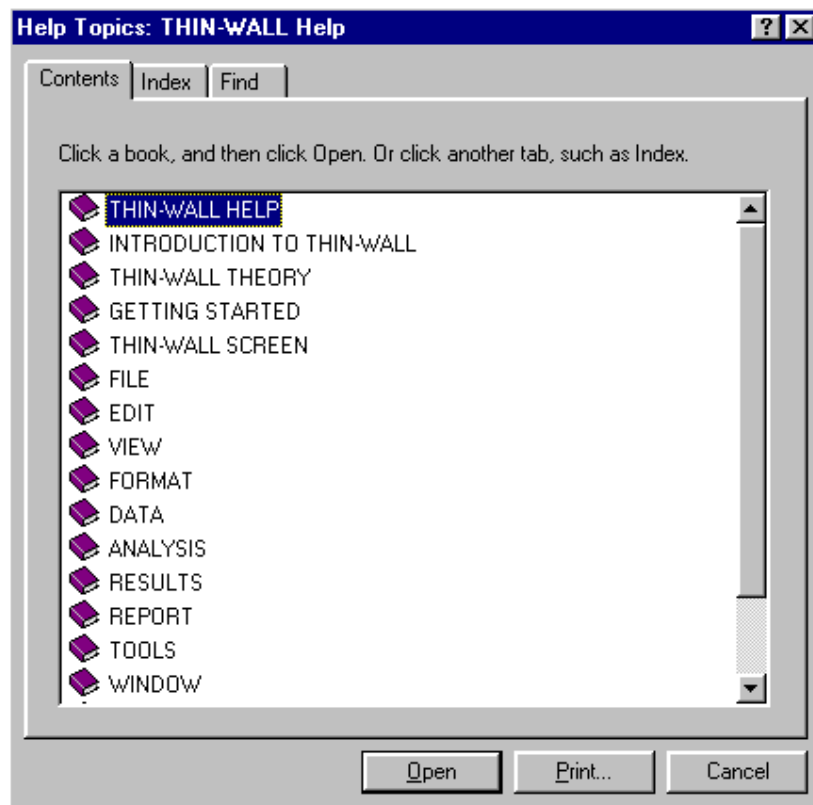 Help Topics: THIN-WALL Help ?
Contents Index Find
Click a book, and then click Open. Or click another tab, such as Index.
THIN-WALL HELP
INTRODUCTION TO THIN-WALL
THIN-WALL THEORY
GETTING STARTED
THIN-WALL SCREEN
FILE
EDIT
VIEW
FORMAT
DATA
ANALYSIS
RESULTS
REPORT
TOOLS
WINDOW
Open Print... Cancel